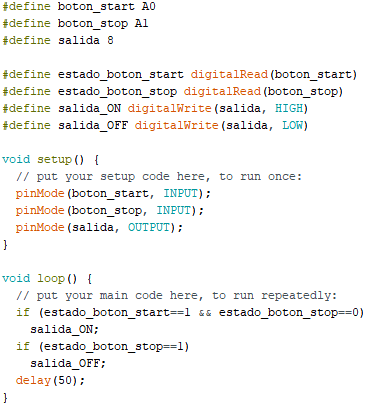 #define boton_start A0
#define boton_stop A1
#define salida 8

#define estado_boton_start digitalRead(boton_start)
#define estado_boton_stop digitalRead(boton_stop)
#define salida_ON digitalWrite(salida, HIGH)
#define salida_OFF digitalWrite(salida, LOW)

void setup() {
  // put your setup code here, to run once:
  pinMode(boton_start, INPUT);
  pinMode(boton_stop, INPUT);
  pinMode(salida, OUTPUT);
}

void loop() {
  // put your main code here, to run repeatedly:
  if (estado_boton_start==1 && estado_boton_stop==0)
    salida_ON;
  if (estado_boton_stop==1)
    salida_OFF;
  delay(50);
}